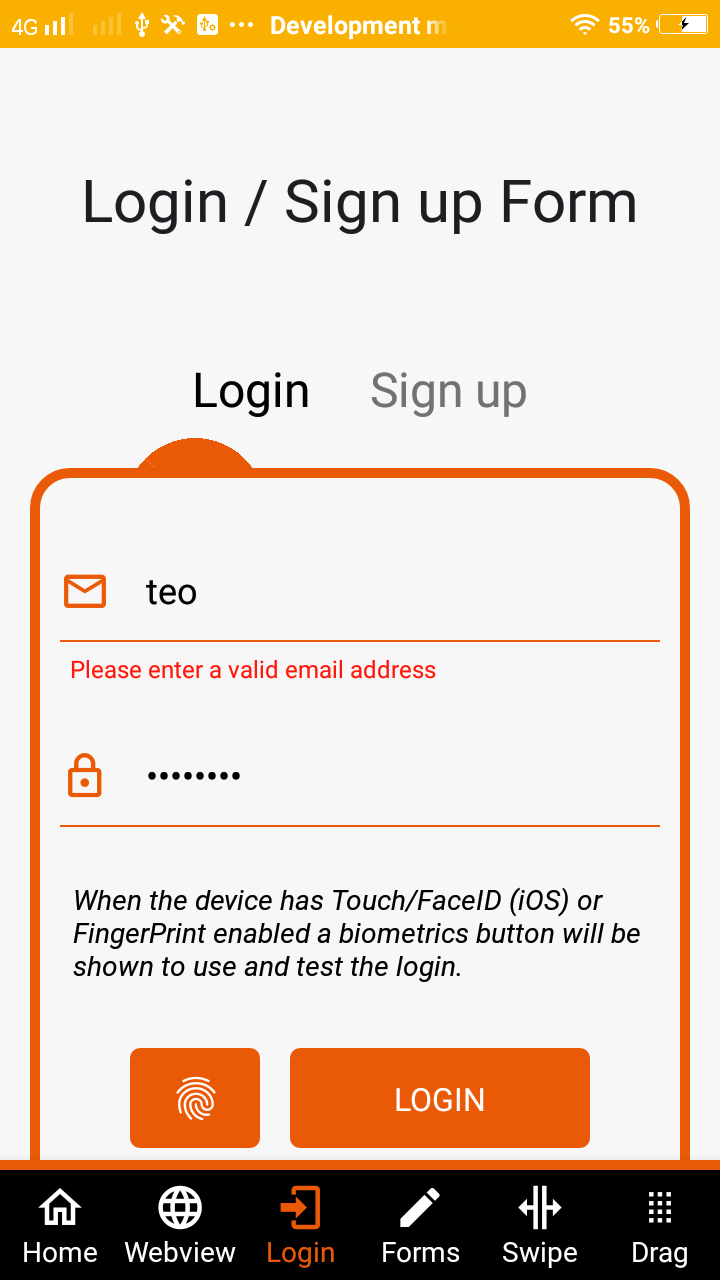 4G Development m 55%
Login / Sign up Form
Login Sign up
teo
Please enter a valid email address
••••••••
When the device has Touch/FaceID (iOS) or
FingerPrint enabled a biometrics button will be
shown to use and test the login.
LOGIN
Home Webview Login Forms Swipe Drag